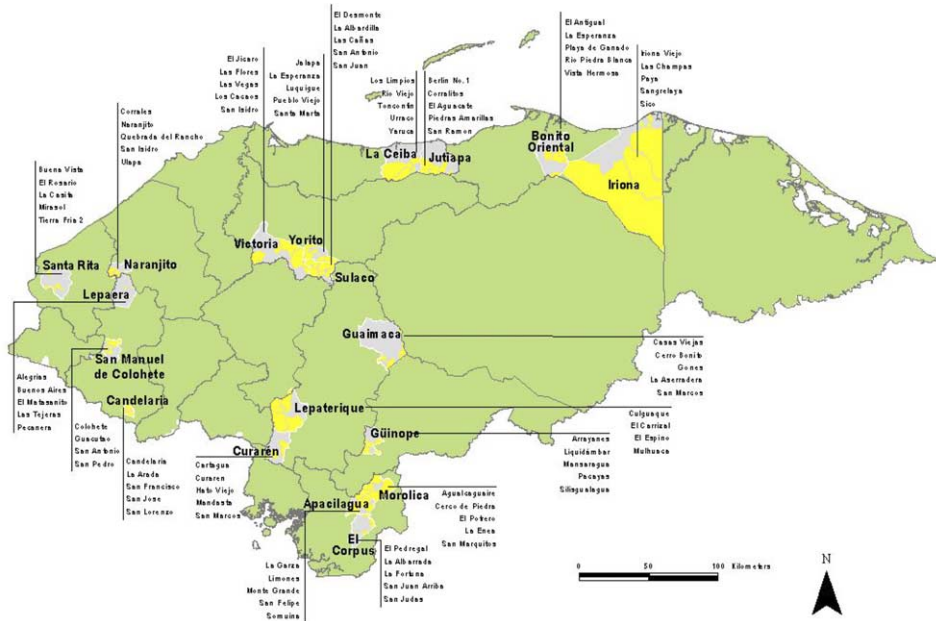 El Desmonte
La Albardilla
Las Cañas
San Antonio
San Juan
El Jicaro
Las Flores
Las Vegas
Los Cacaos
San Isidro
Jalapa
La Esperanza
Luquigue
Pueblo Viejo
Santa Marta
Los Limpios
Rio Viejo
Toncontin
Urraco
Yaruca
Berlin No. 1
Corralitos
El Aguacate
Piedras Amarillas
San Ramon
El Antigual
La Esperanza
Playa de Ganado
Rio Piedra Blanca
Vista Hermosa
Iriona Viejo
Las Champas
Paya
Sangrelaya
Sico
Corrales
Naranjito
Quebrada del Rancho
San Isidro
Ulapa
Buena Vista
El Rosario
La Casita
Mirasol
Tierra Fria 2
La Ceiba
Jutiapa
Bonito
Oriental
Iriona
Victoria
Yorito
Sulaco
Santa Rita
Naranjito
Lepaera
Guaimaca
Casas Viejas
Cerro Bonito
Gones
La Aserradera
San Marcos
San Manuel
de Colohete
Alegrias
Buenos Aires
El Matasanito
Las Tejeras
Pecanera
Candelaría
Lepaterique
Culguaque
El Carrizal
El Espino
Mulhuaca
Colohete
Guacutao
San Antonio
San Pedro
Güinope
Arrayanes
Liquidámbar
Mansaragua
Pacayas
Silisgualagua
Curarén
Candelaria
La Arada
San Francisco
San Jose
San Lorenzo
Cartagua
Curaren
Hato Viejo
Mandasta
San Marcos
Apacilagua
Morolica
Agualcaguaire
Cerco de Piedra
El Potrero
La Enea
San Marquitos
El
Corpus
El Pedregal
La Albarrada
La Fortuna
San Juan Arriba
San Judas
La Garza
Limones
Monte Grande
San Felipe
Somuina
0 50 100 Kilometers
N